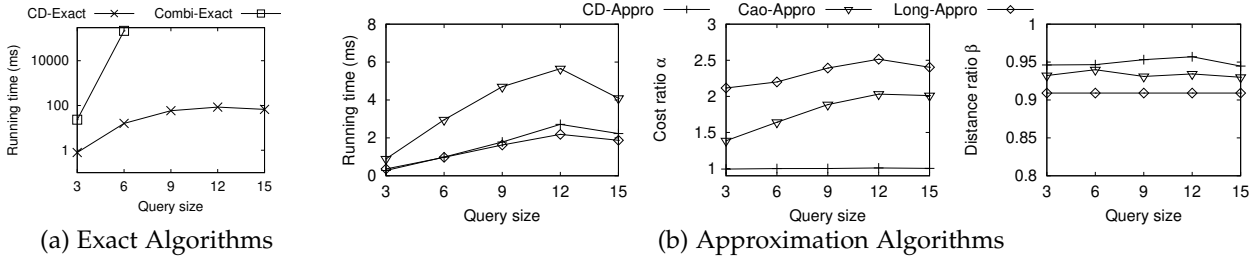 CD-Exact Combi-Exact
Running time (ms)
10000
100
1
3 6 9 12 15
Query size
(a) Exact Algorithms
CD-Appro Cao-Appro Long-Appro
Running time (ms)
8
6
4
2
0
3 6 9 12 15
Query size
Cost ratio α
3
2.5
2
1.5
1
3 6 9 12 15
Query size
Distance ratio β
1
0.95
0.9
0.85
0.8
3 6 9 12 15
Query size
(b) Approximation Algorithms